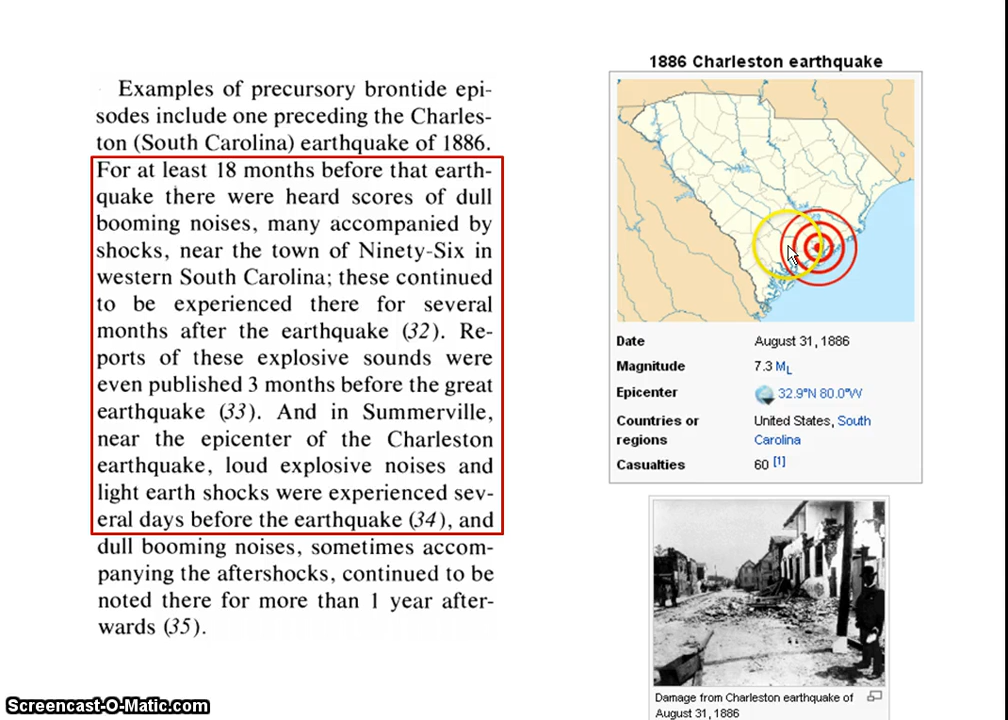 Examples of precursory brontide epi-
sodes include one preceding the Charles-
ton (South Carolina) earthquake of 1886.
For at least 18 months before that earth-
quake there were heard scores of dull
booming noises, many accompanied by
shocks, near the town of Ninety-Six in
western South Carolina; these continued
to be experienced there for several
months after the earthquake (32). Re-
ports of these explosive sounds were
even published 3 months before the great
earthquake (33). And in Summerville,
near the epicenter of the Charleston
earthquake, loud explosive noises and
light earth shocks were experienced sev-
eral days before the earthquake (34), and
dull booming noises, sometimes accom-
panying the aftershocks, continued to be
noted there for more than 1 year after-
wards (35).
1886 Charleston earthquake
Date August 31, 1886
Magnitude 7.3 ML
Epicenter 32.9°N 80.0°W
Countries or United States, South
regions Carolina
Casualties 60 [1]
Damage from Charleston earthquake of
August 31, 1886
Screencast-O-Matic.com